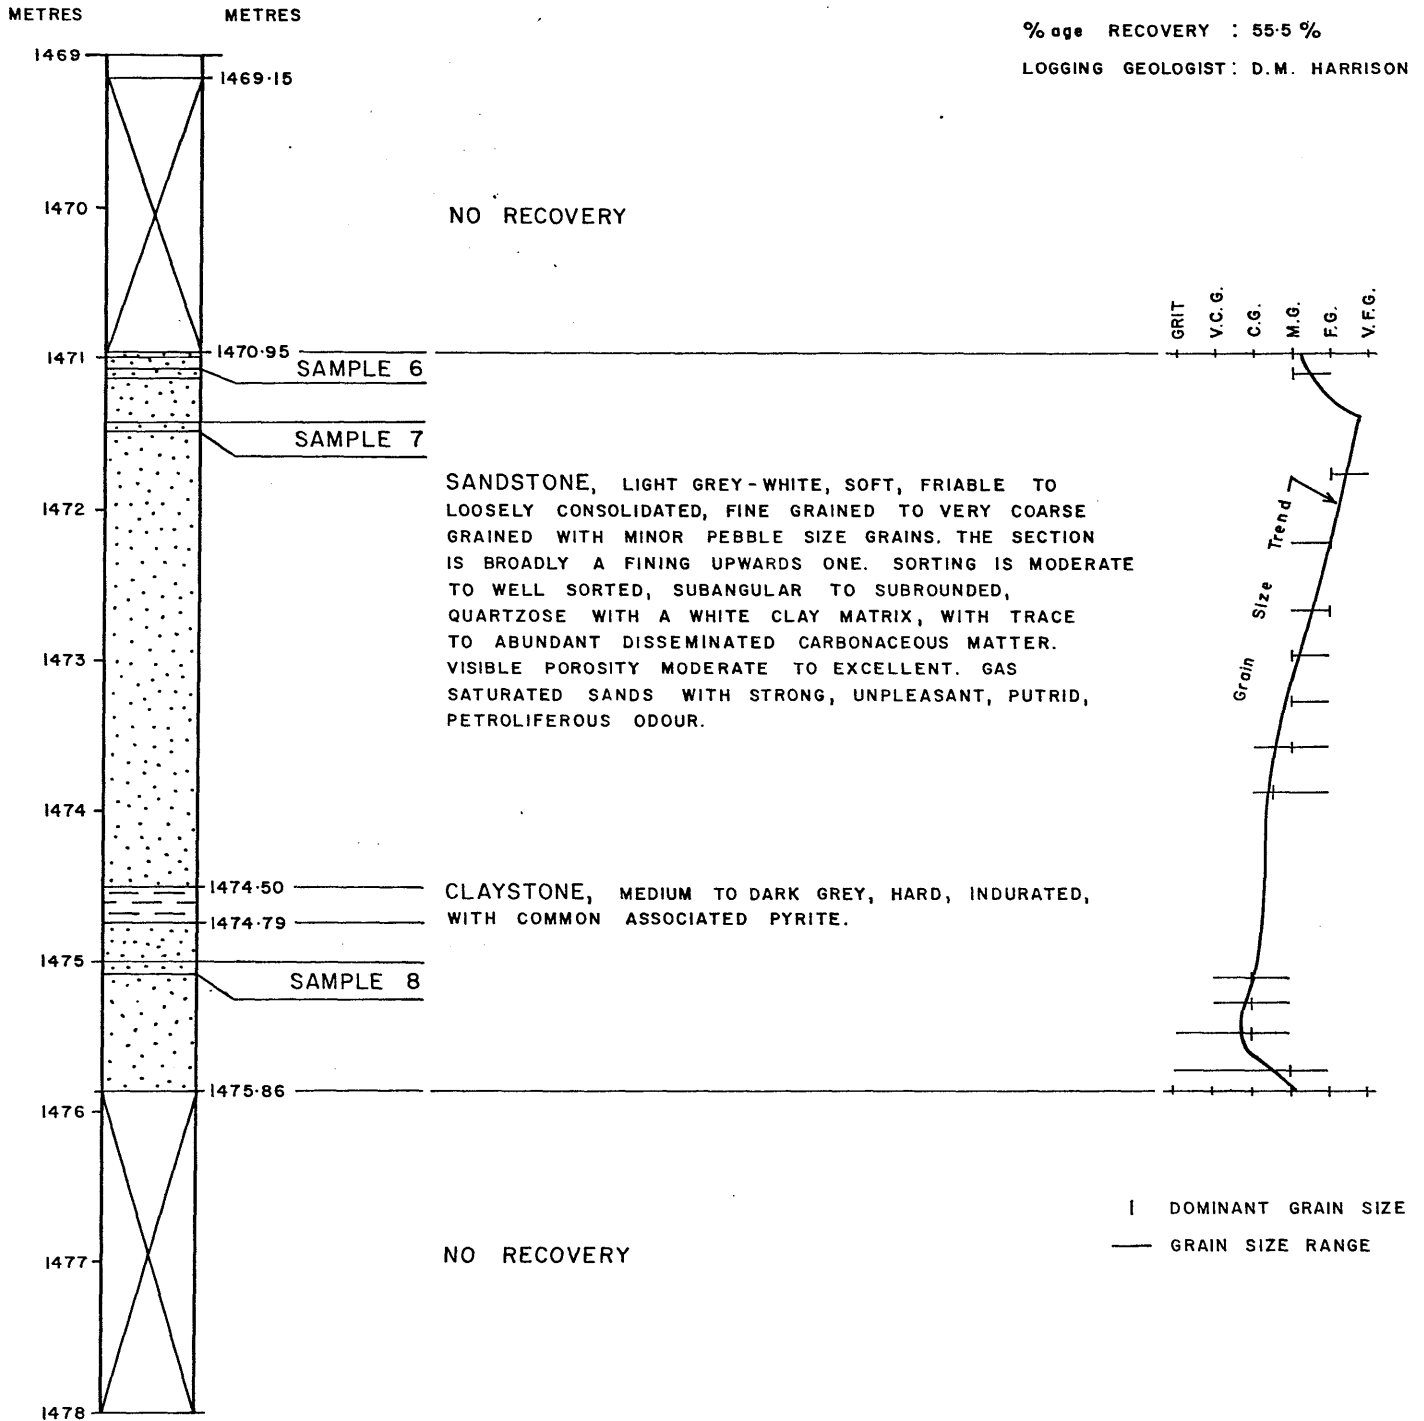 METRES METRES
% age RECOVERY : 55·5 %
LOGGING GEOLOGIST: D.M. HARRISON
1469
1469·15
1470
NO RECOVERY
GRIT V.C.G. C.G. M.G. F.G. V.F.G.
1470·95
1471
SAMPLE 6
SAMPLE 7
SANDSTONE, LIGHT GREY-WHITE, SOFT, FRIABLE TO
1472
LOOSELY CONSOLIDATED, FINE GRAINED TO VERY COARSE
GRAINED WITH MINOR PEBBLE SIZE GRAINS. THE SECTION
IS BROADLY A FINING UPWARDS ONE. SORTING IS MODERATE
TO WELL SORTED, SUBANGULAR TO SUBROUNDED,
QUARTZOSE WITH A WHITE CLAY MATRIX, WITH TRACE
TO ABUNDANT DISSEMINATED CARBONACEOUS MATTER.
1473
VISIBLE POROSITY MODERATE TO EXCELLENT. GAS
SATURATED SANDS WITH STRONG, UNPLEASANT, PUTRID,
PETROLIFEROUS ODOUR.
Grain Size Trend
1474
1474·50
CLAYSTONE, MEDIUM TO DARK GREY, HARD, INDURATED,
WITH COMMON ASSOCIATED PYRITE.
1474·79
1475
SAMPLE 8
1475·86
1476
DOMINANT GRAIN SIZE
GRAIN SIZE RANGE
1477
NO RECOVERY
1478